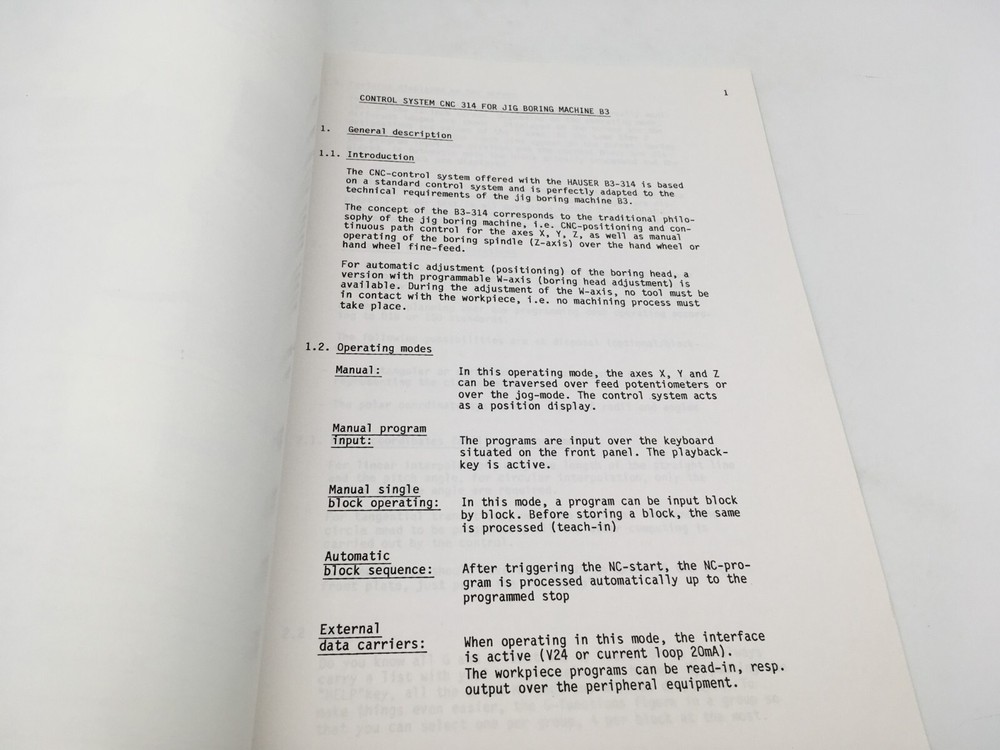 1
CONTROL SYSTEM CNC 314 FOR JIG BORING MACHINE B3
1. General description
1.1. Introduction
The CNC-control system offered with the HAUSER B3-314 is based
on a standard control system and is perfectly adapted to the
technical requirements of the jig boring machine B3.
The concept of the B3-314 corresponds to the traditional philo-
sophy of the jig boring machine, i.e. CNC-positioning and con-
tinuous path control for the axes X, Y, Z, as well as manual
operating of the boring spindle (Z-axis) over the hand wheel or
hand wheel fine-feed.
For automatic adjustment (positioning) of the boring head, a
version with programmable W-axis (boring head adjustment) is
available. During the adjustment of the W-axis, no tool must be
in contact with the workpiece, i.e. no machining process must
take place.
1.2. Operating modes
Manual: In this operating mode, the axes X, Y and Z
can be traversed over feed potentiometers or
over the jog-mode. The control system acts
as a position display.
Manual program
input: The programs are input over the keyboard
situated on the front panel. The playback-
key is active.
Manual single
block operating: In this mode, a program can be input block
by block. Before storing a block, the same
is processed (teach-in)
Automatic
block sequence: After triggering the NC-start, the NC-pro-
gram is processed automatically up to the
programmed stop
External
data carriers: When operating in this mode, the interface
is active (V24 or current loop 20mA).
The workpiece programs can be read-in, resp.
output over the peripheral equipment.